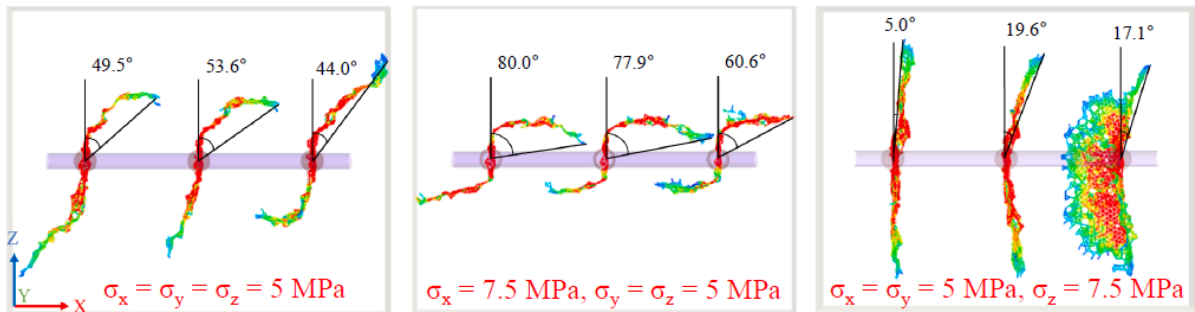 49.5°
53.6°
44.0°
Z
Y
X
σx = σy = σz = 5 MPa
80.0°
77.9°
60.6°
σx = 7.5 MPa, σy = σz = 5 MPa
5.0°
19.6°
17.1°
σx = σy = 5 MPa, σz = 7.5 MPa